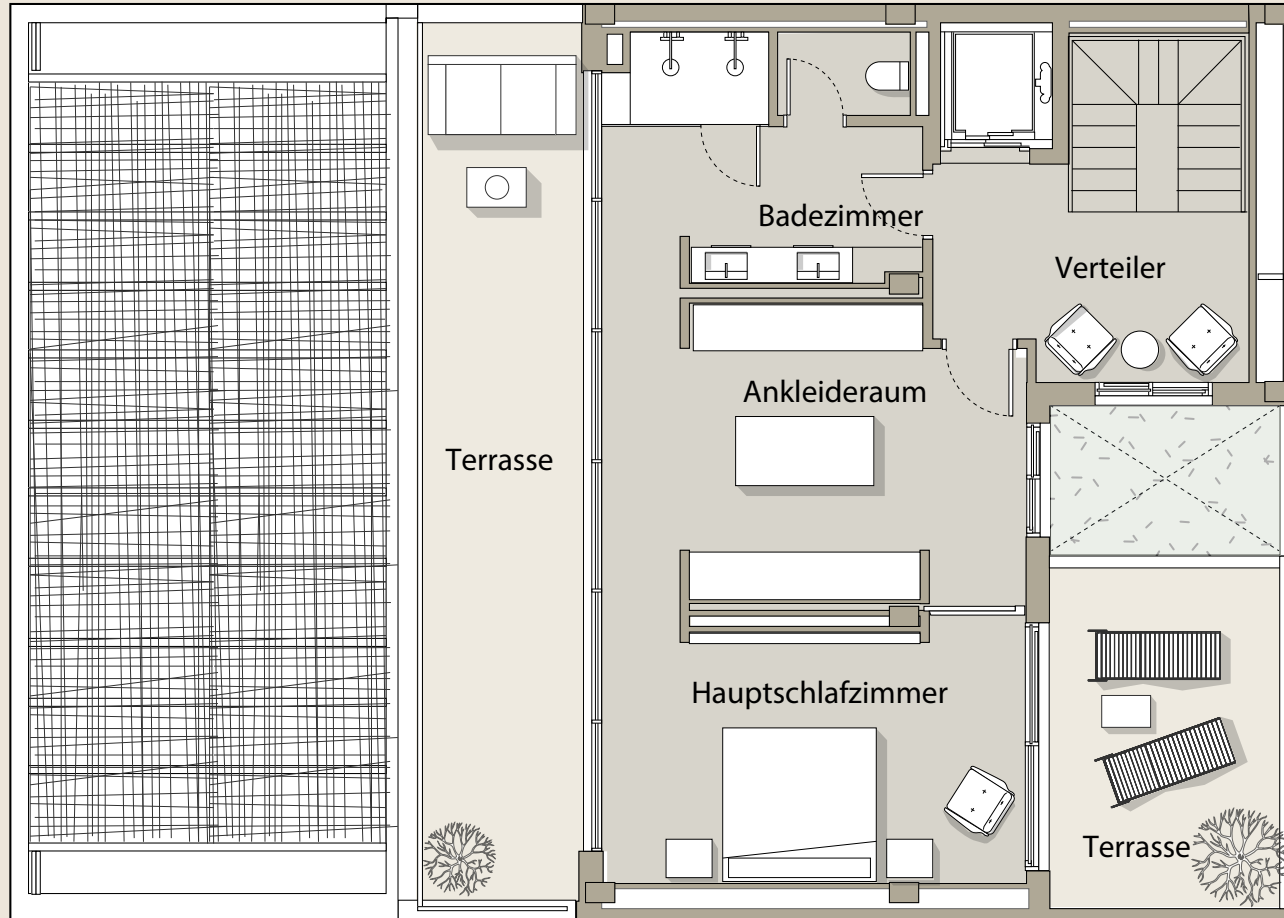 Badezimmer
Verteiler
Ankleideraum
Terrasse
Hauptschlafzimmer
Terrasse